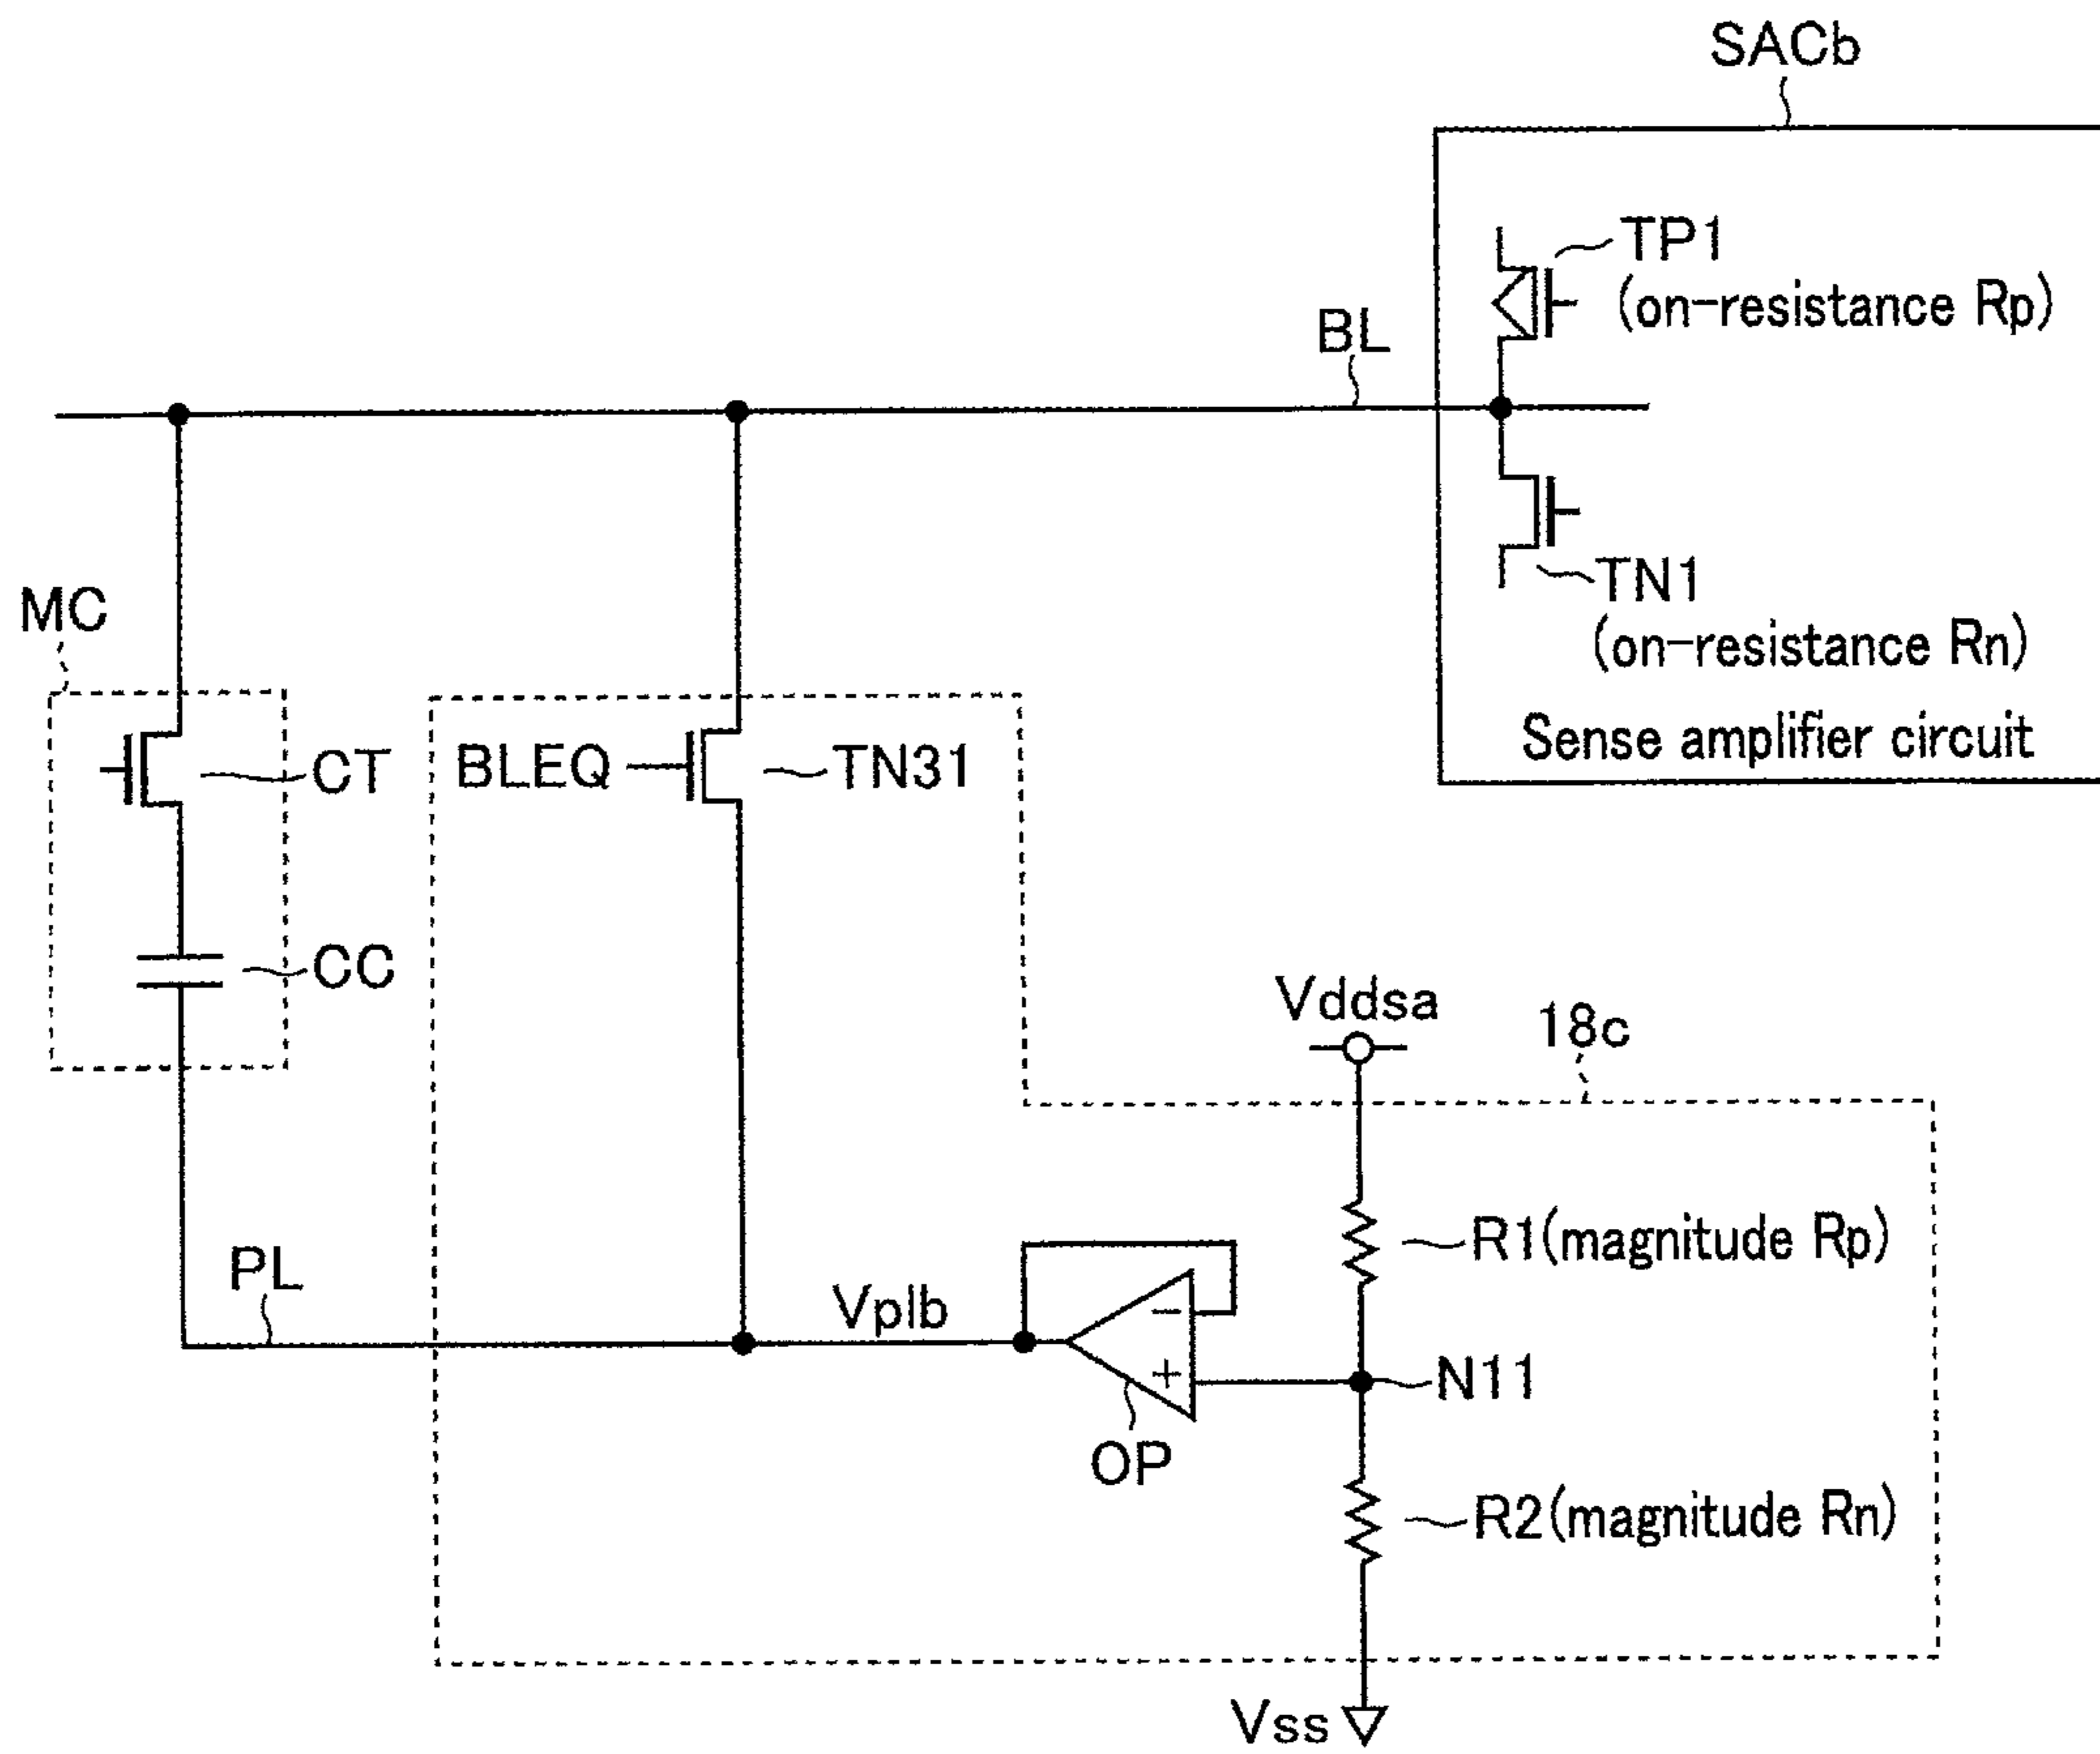 SACb
TP1
(on-resistance Rp)
BL
TN1
(on-resistance Rn)
Sense amplifier circuit
MC
CT
BLEQ
TN31
CC
Vddsa
18c
R1(magnitude Rp)
PL
Vplb
−
+
N11
OP
R2(magnitude Rn)
Vss